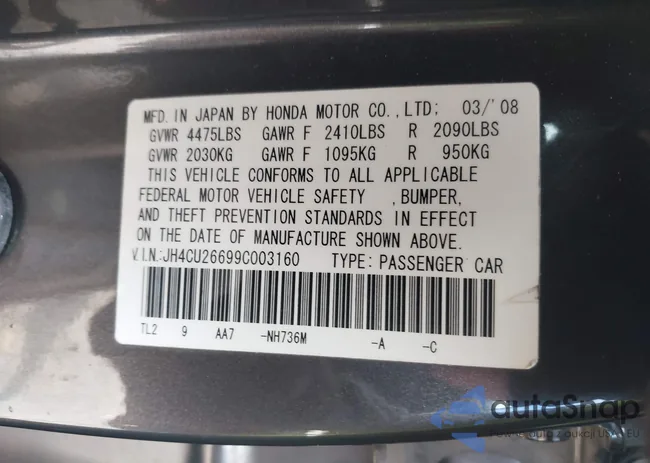 MFD. IN JAPAN BY HONDA MOTOR CO.,LTD; 03/'08
GVWR 4475LBS GAWR F 2410LBS R 2090LBS
GVWR 2030KG GAWR F 1095KG R 950KG
THIS VEHICLE CONFORMS TO ALL APPLICABLE
FEDERAL MOTOR VEHICLE SAFETY ,BUMPER,
AND THEFT PREVENTION STANDARDS IN EFFECT
ON THE DATE OF MANUFACTURE SHOWN ABOVE.
V.I.N.:JH4CU26699C003160 TYPE: PASSENGER CAR
TL2 9 AA7 -NH736M -A -C
autoSnap